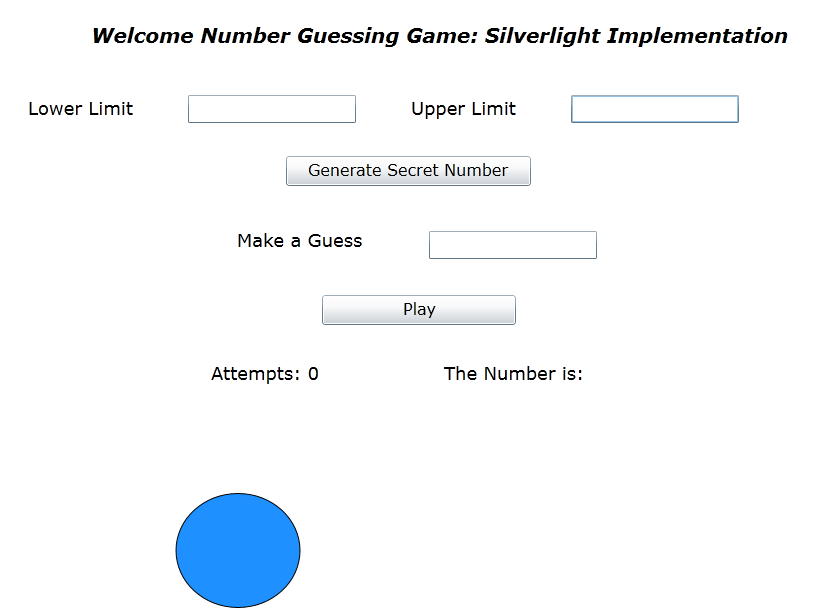 Welcome Number Guessing Game: Silverlight Implementation
Lower Limit Upper Limit
Generate Secret Number
Make a Guess
Play
Attempts: 0 The Number is: